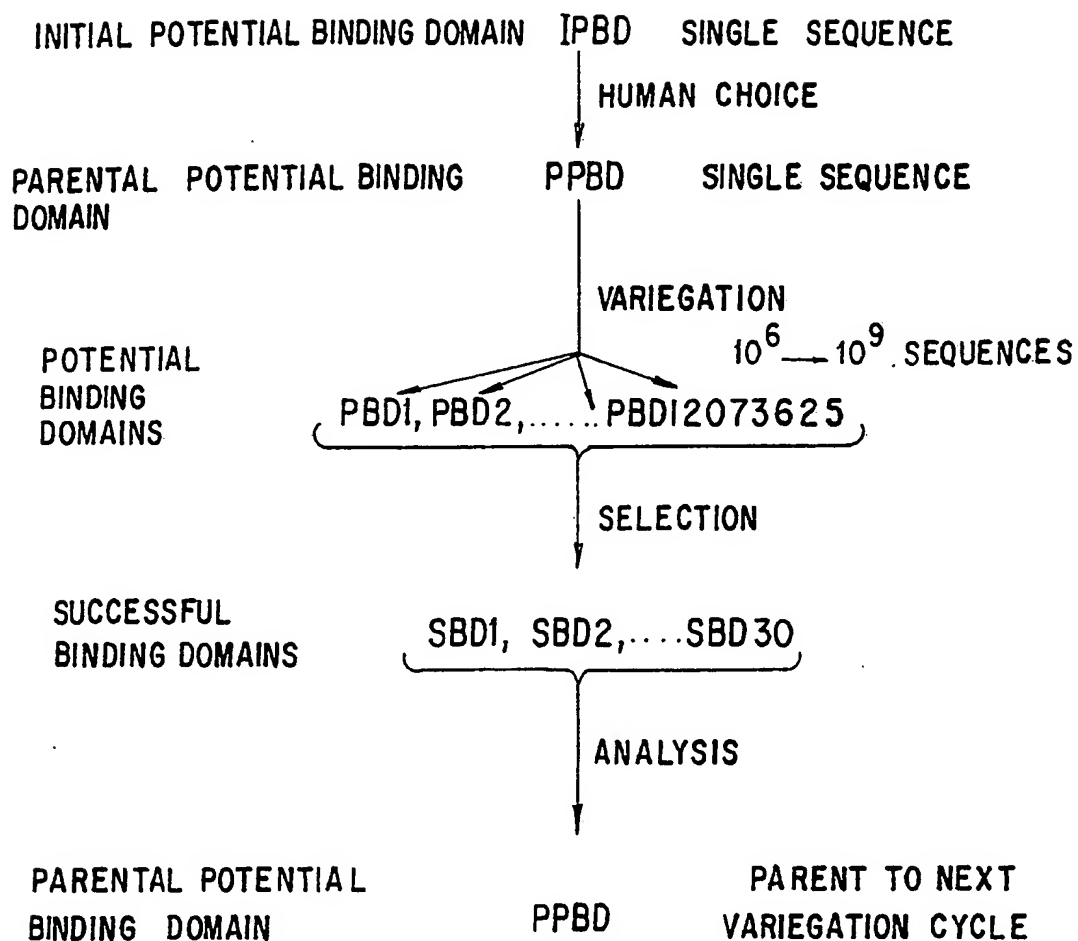 INITIAL POTENTIAL BINDING DOMAIN IPBD SINGLE SEQUENCE
HUMAN CHOICE
PARENTAL POTENTIAL BINDING PPBD SINGLE SEQUENCE
DOMAIN
VARIEGATION
10^6 → 10^9 SEQUENCES
POTENTIAL
BINDING
DOMAINS
PBD1, PBD2, ...... PBD12073625
SELECTION
SUCCESSFUL
BINDING DOMAINS
SBD1, SBD2, .... SBD30
ANALYSIS
PARENTAL POTENTIAL
BINDING DOMAIN
PPBD
PARENT TO NEXT
VARIEGATION CYCLE